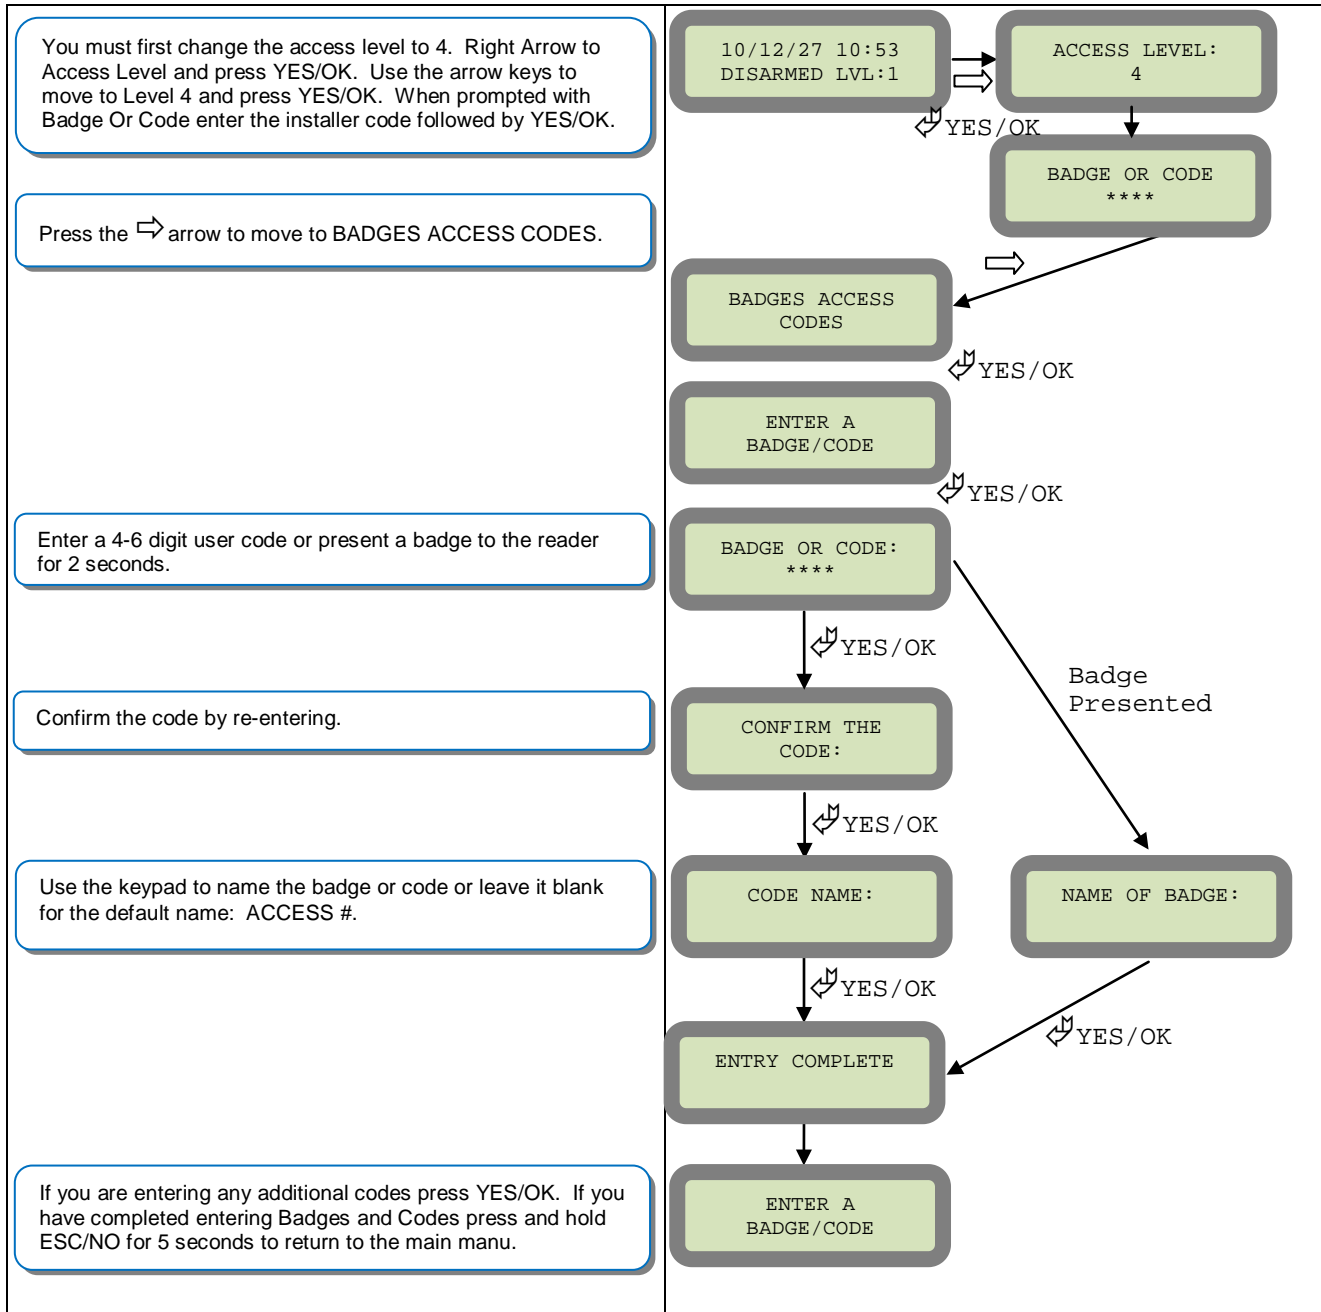 You must first change the access level to 4. Right Arrow to
Access Level and press YES/OK. Use the arrow keys to
move to Level 4 and press YES/OK. When prompted with
Badge Or Code enter the installer code followed by YES/OK.
10/12/27 10:53
DISARMED LVL:1
ACCESS LEVEL:
4
YES/OK
BADGE OR CODE
****
Press the ⇨ arrow to move to BADGES ACCESS CODES.
BADGES ACCESS
CODES
YES/OK
ENTER A
BADGE/CODE
YES/OK
Enter a 4-6 digit user code or present a badge to the reader
for 2 seconds.
BADGE OR CODE:
****
YES/OK
Badge
Presented
Confirm the code by re-entering.
CONFIRM THE
CODE:
YES/OK
Use the keypad to name the badge or code or leave it blank
for the default name: ACCESS #.
CODE NAME:
NAME OF BADGE:
YES/OK
YES/OK
ENTRY COMPLETE
If you are entering any additional codes press YES/OK. If you
have completed entering Badges and Codes press and hold
ESC/NO for 5 seconds to return to the main manu.
ENTER A
BADGE/CODE